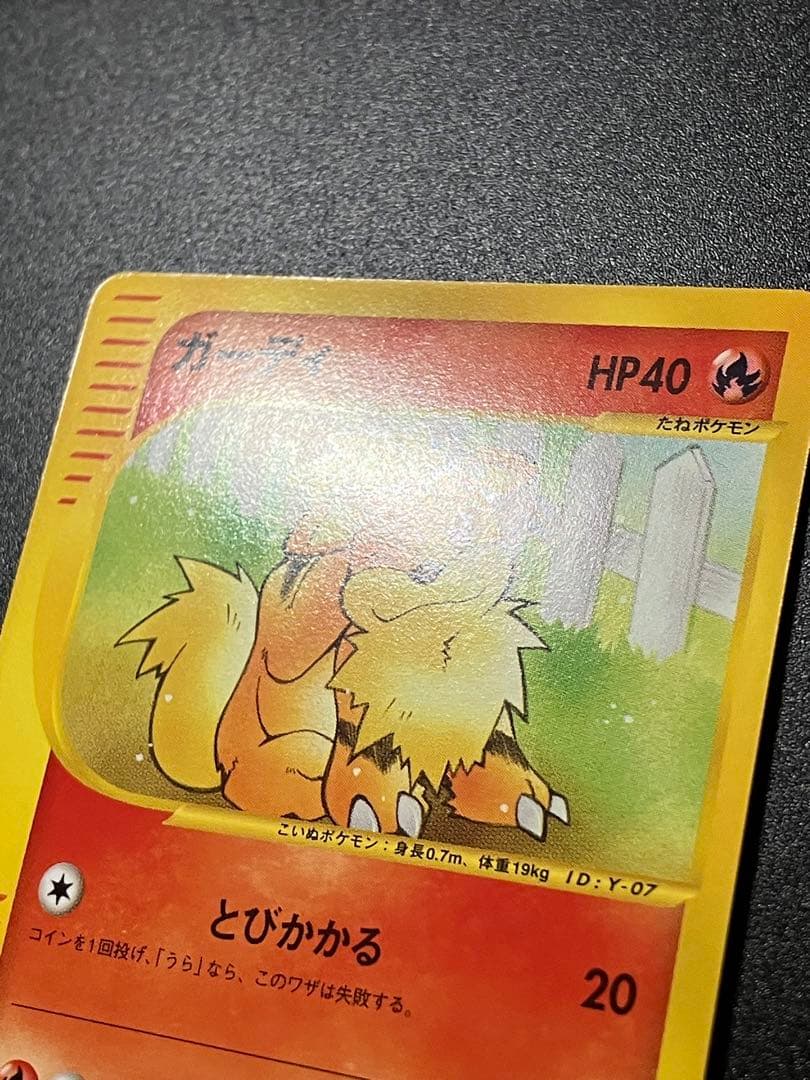 ガーディ
HP40
たねポケモン
こいぬポケモン：身長0.7m、体重19kg ID:Y-07
とびかかる
20
コインを1回投げ、「うら」なら、このワザは失敗する。